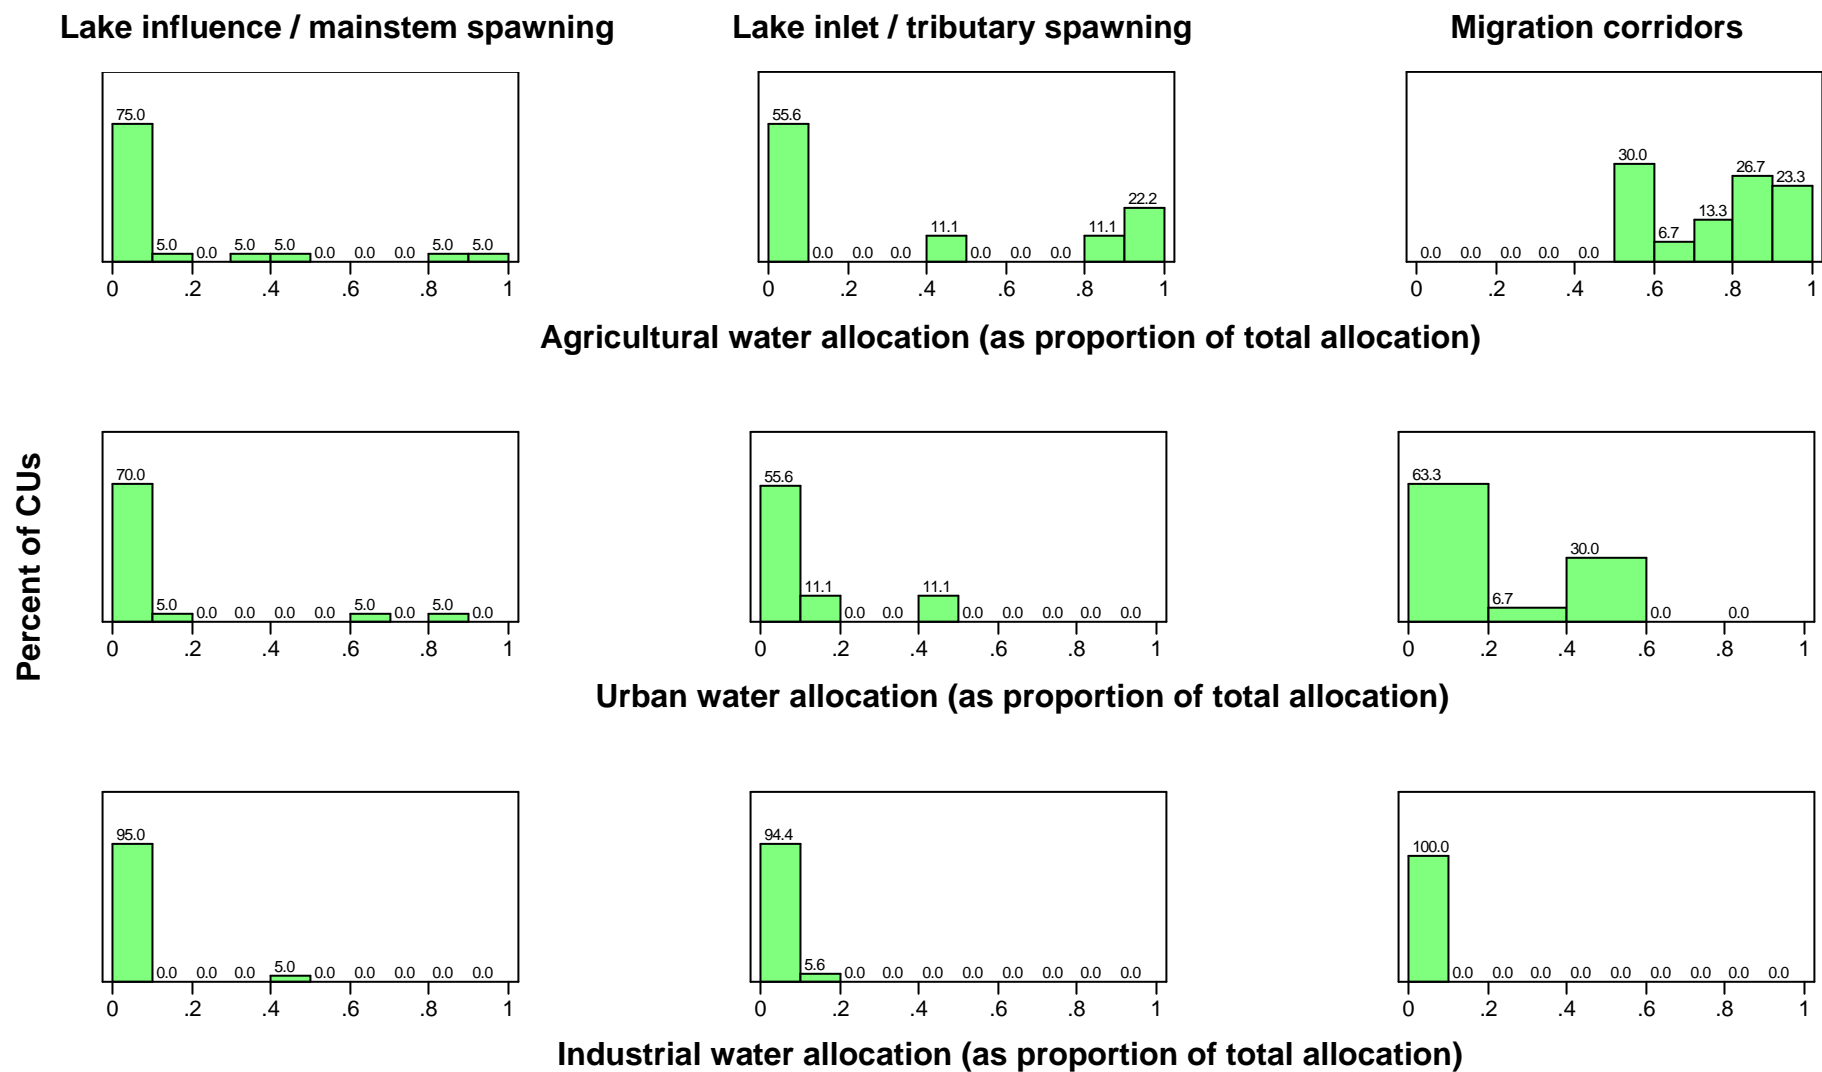 Lake influence / mainstem spawning
Lake inlet / tributary spawning
Migration corridors
75.0 5.0 0.0 5.0 5.0 0.0 0.0 0.0 5.0 5.0
0 .2 .4 .6 .8 1
55.6 0.0 0.0 0.0 11.1 0.0 0.0 0.0 11.1 22.2
0 .2 .4 .6 .8 1
0.0 0.0 0.0 0.0 0.0 30.0 6.7 13.3 26.7 23.3
0 .2 .4 .6 .8 1
Agricultural water allocation (as proportion of total allocation)
Percent of CUs
70.0 5.0 0.0 0.0 0.0 0.0 5.0 0.0 5.0 0.0
0 .2 .4 .6 .8 1
55.6 11.1 0.0 0.0 11.1 0.0 0.0 0.0 0.0 0.0
0 .2 .4 .6 .8 1
63.3 6.7 30.0 0.0 0.0
0 .2 .4 .6 .8 1
Urban water allocation (as proportion of total allocation)
95.0 0.0 0.0 0.0 5.0 0.0 0.0 0.0 0.0 0.0
0 .2 .4 .6 .8 1
94.4 5.6 0.0 0.0 0.0 0.0 0.0 0.0 0.0 0.0
0 .2 .4 .6 .8 1
100.0 0.0 0.0 0.0 0.0 0.0 0.0 0.0 0.0 0.0
0 .2 .4 .6 .8 1
Industrial water allocation (as proportion of total allocation)